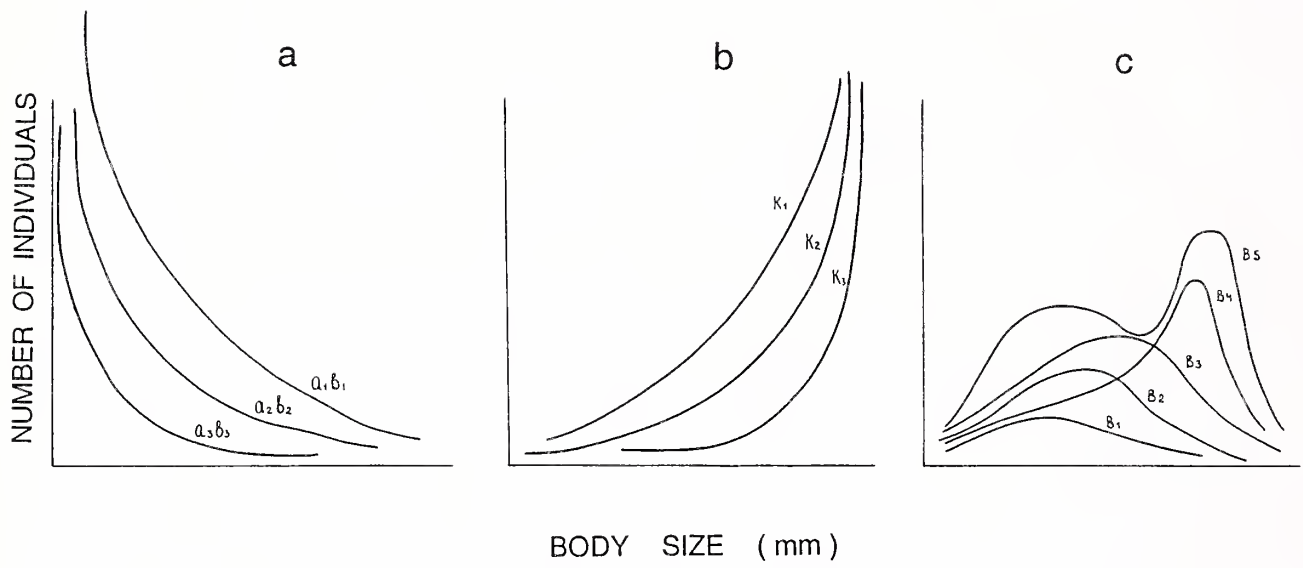 NUMBER OF INDIVIDUALS
a
a₁b₁
a₂b₂
a₃b₃
b
K₁
K₂
K₃
c
B5
B4
B3
B2
B1
BODY SIZE (mm)